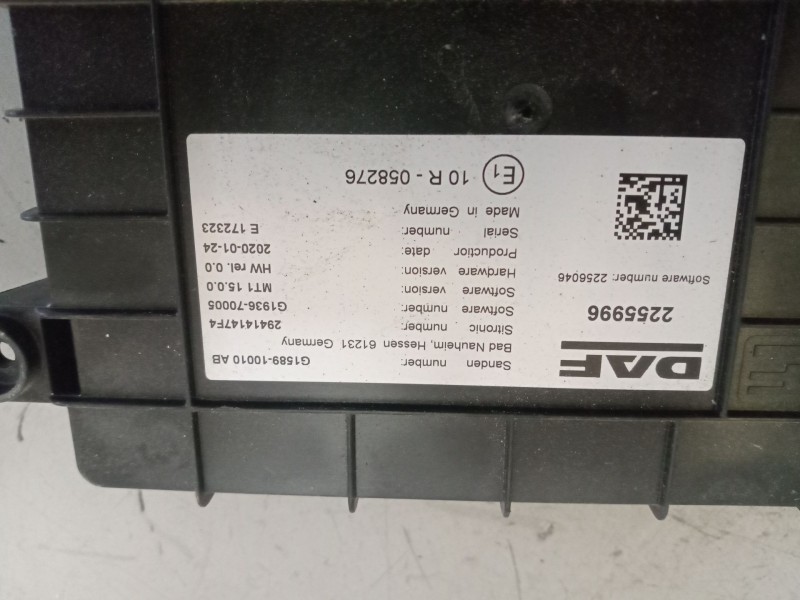 DAF
2255996
Software number: 2256046
Sanden number: G1589-10010 AB
Bad Nauheim, Hessen 61231 Germany
Sitronic number: 29414147F4
Software number: G1936-70005
Software version: MT1 15.0.0
Hardware version: HW rel. 0.0
Production date: 2020-01-24
Serial number: E 172323
Made in Germany
E1 10 R - 058276